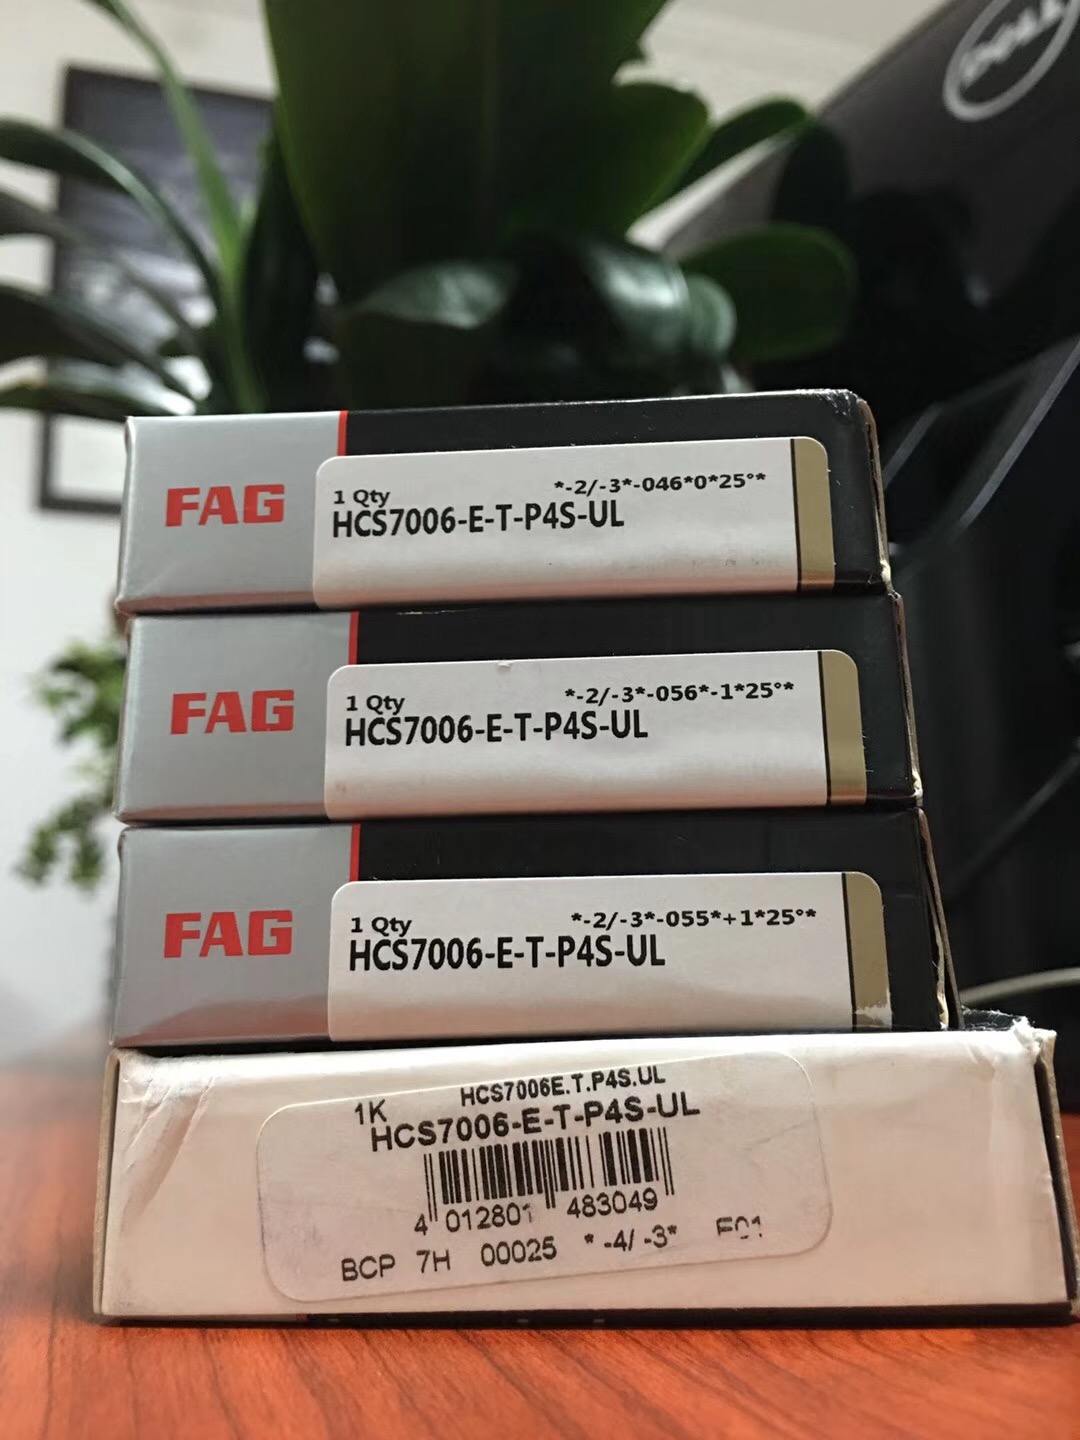 DELL
FAG
1 Qty *-2/-3*-046*0*25°*
HCS7006-E-T-P4S-UL
FAG
1 Qty *-2/-3*-056*-1*25°*
HCS7006-E-T-P4S-UL
FAG
1 Qty *-2/-3*-055*+1*25°*
HCS7006-E-T-P4S-UL
HCS7006E.T.P4S.UL
1K
HCS7006-E-T-P4S-UL
4 012801 483049
BCP 7H 00025 * -4/ -3*